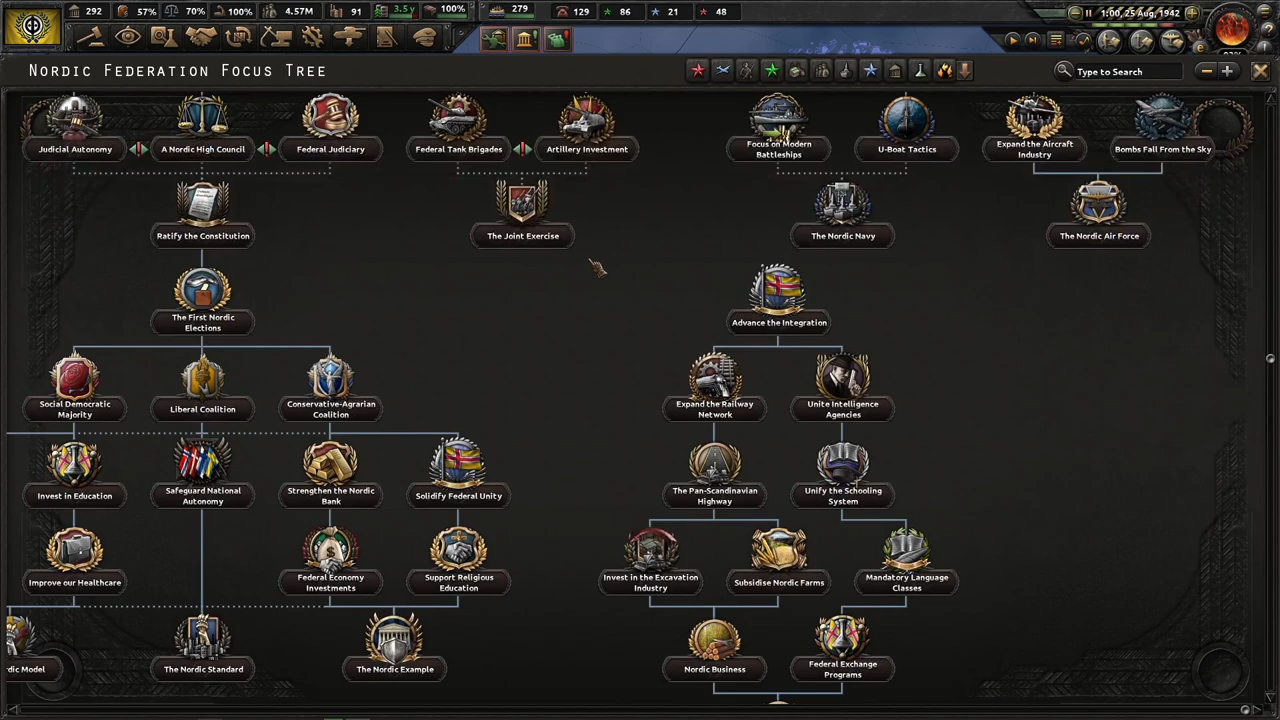 292 57% 70% 100% 4.57M 91 3.5y 100% 279 129 86 21 48 1:00, 25 Aug, 1942
Nordic Federation Focus Tree
Type to Search
Judicial Autonomy
A Nordic High Council
Federal Judiciary
Federal Tank Brigades
Artillery Investment
Focus on Modern
Battleships
U-Boat Tactics
Expand the Aircraft
Industry
Bombs Fall From the Sky
Ratify the Constitution
The Joint Exercise
The Nordic Navy
The Nordic Air Force
The First Nordic
Elections
Advance the Integration
Social Democratic
Majority
Liberal Coalition
Conservative-Agrarian
Coalition
Expand the Railway
Network
Unite Intelligence
Agencies
Invest in Education
Safeguard National
Autonomy
Strengthen the Nordic
Bank
Solidify Federal Unity
The Pan-Scandinavian
Highway
Unify the Schooling
System
Improve our Healthcare
Federal Economy
Investments
Support Religious
Education
Invest in the Excavation
Industry
Subsidise Nordic Farms
Mandatory Language
Classes
dic Model
The Nordic Standard
The Nordic Example
Nordic Business
Federal Exchange
Programs